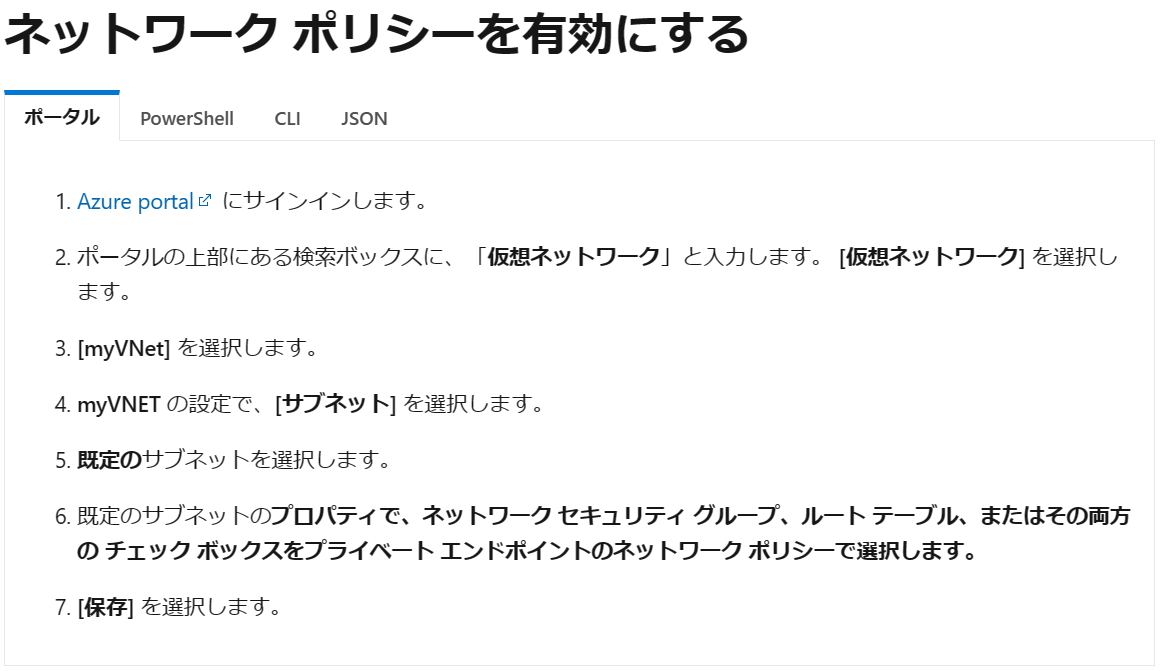 ネットワーク ポリシーを有効にする
ポータル PowerShell CLI JSON
1. Azure portal にサインインします。
2. ポータルの上部にある検索ボックスに、「仮想ネットワーク」と入力します。 [仮想ネットワーク] を選択し
ます。
3. [myVNet] を選択します。
4. myVNET の設定で、[サブネット] を選択します。
5. 既定のサブネットを選択します。
6. 既定のサブネットのプロパティで、ネットワーク セキュリティ グループ、ルート テーブル、またはその両方
の チェック ボックスをプライベート エンドポイントのネットワーク ポリシーで選択します。
7. [保存] を選択します。